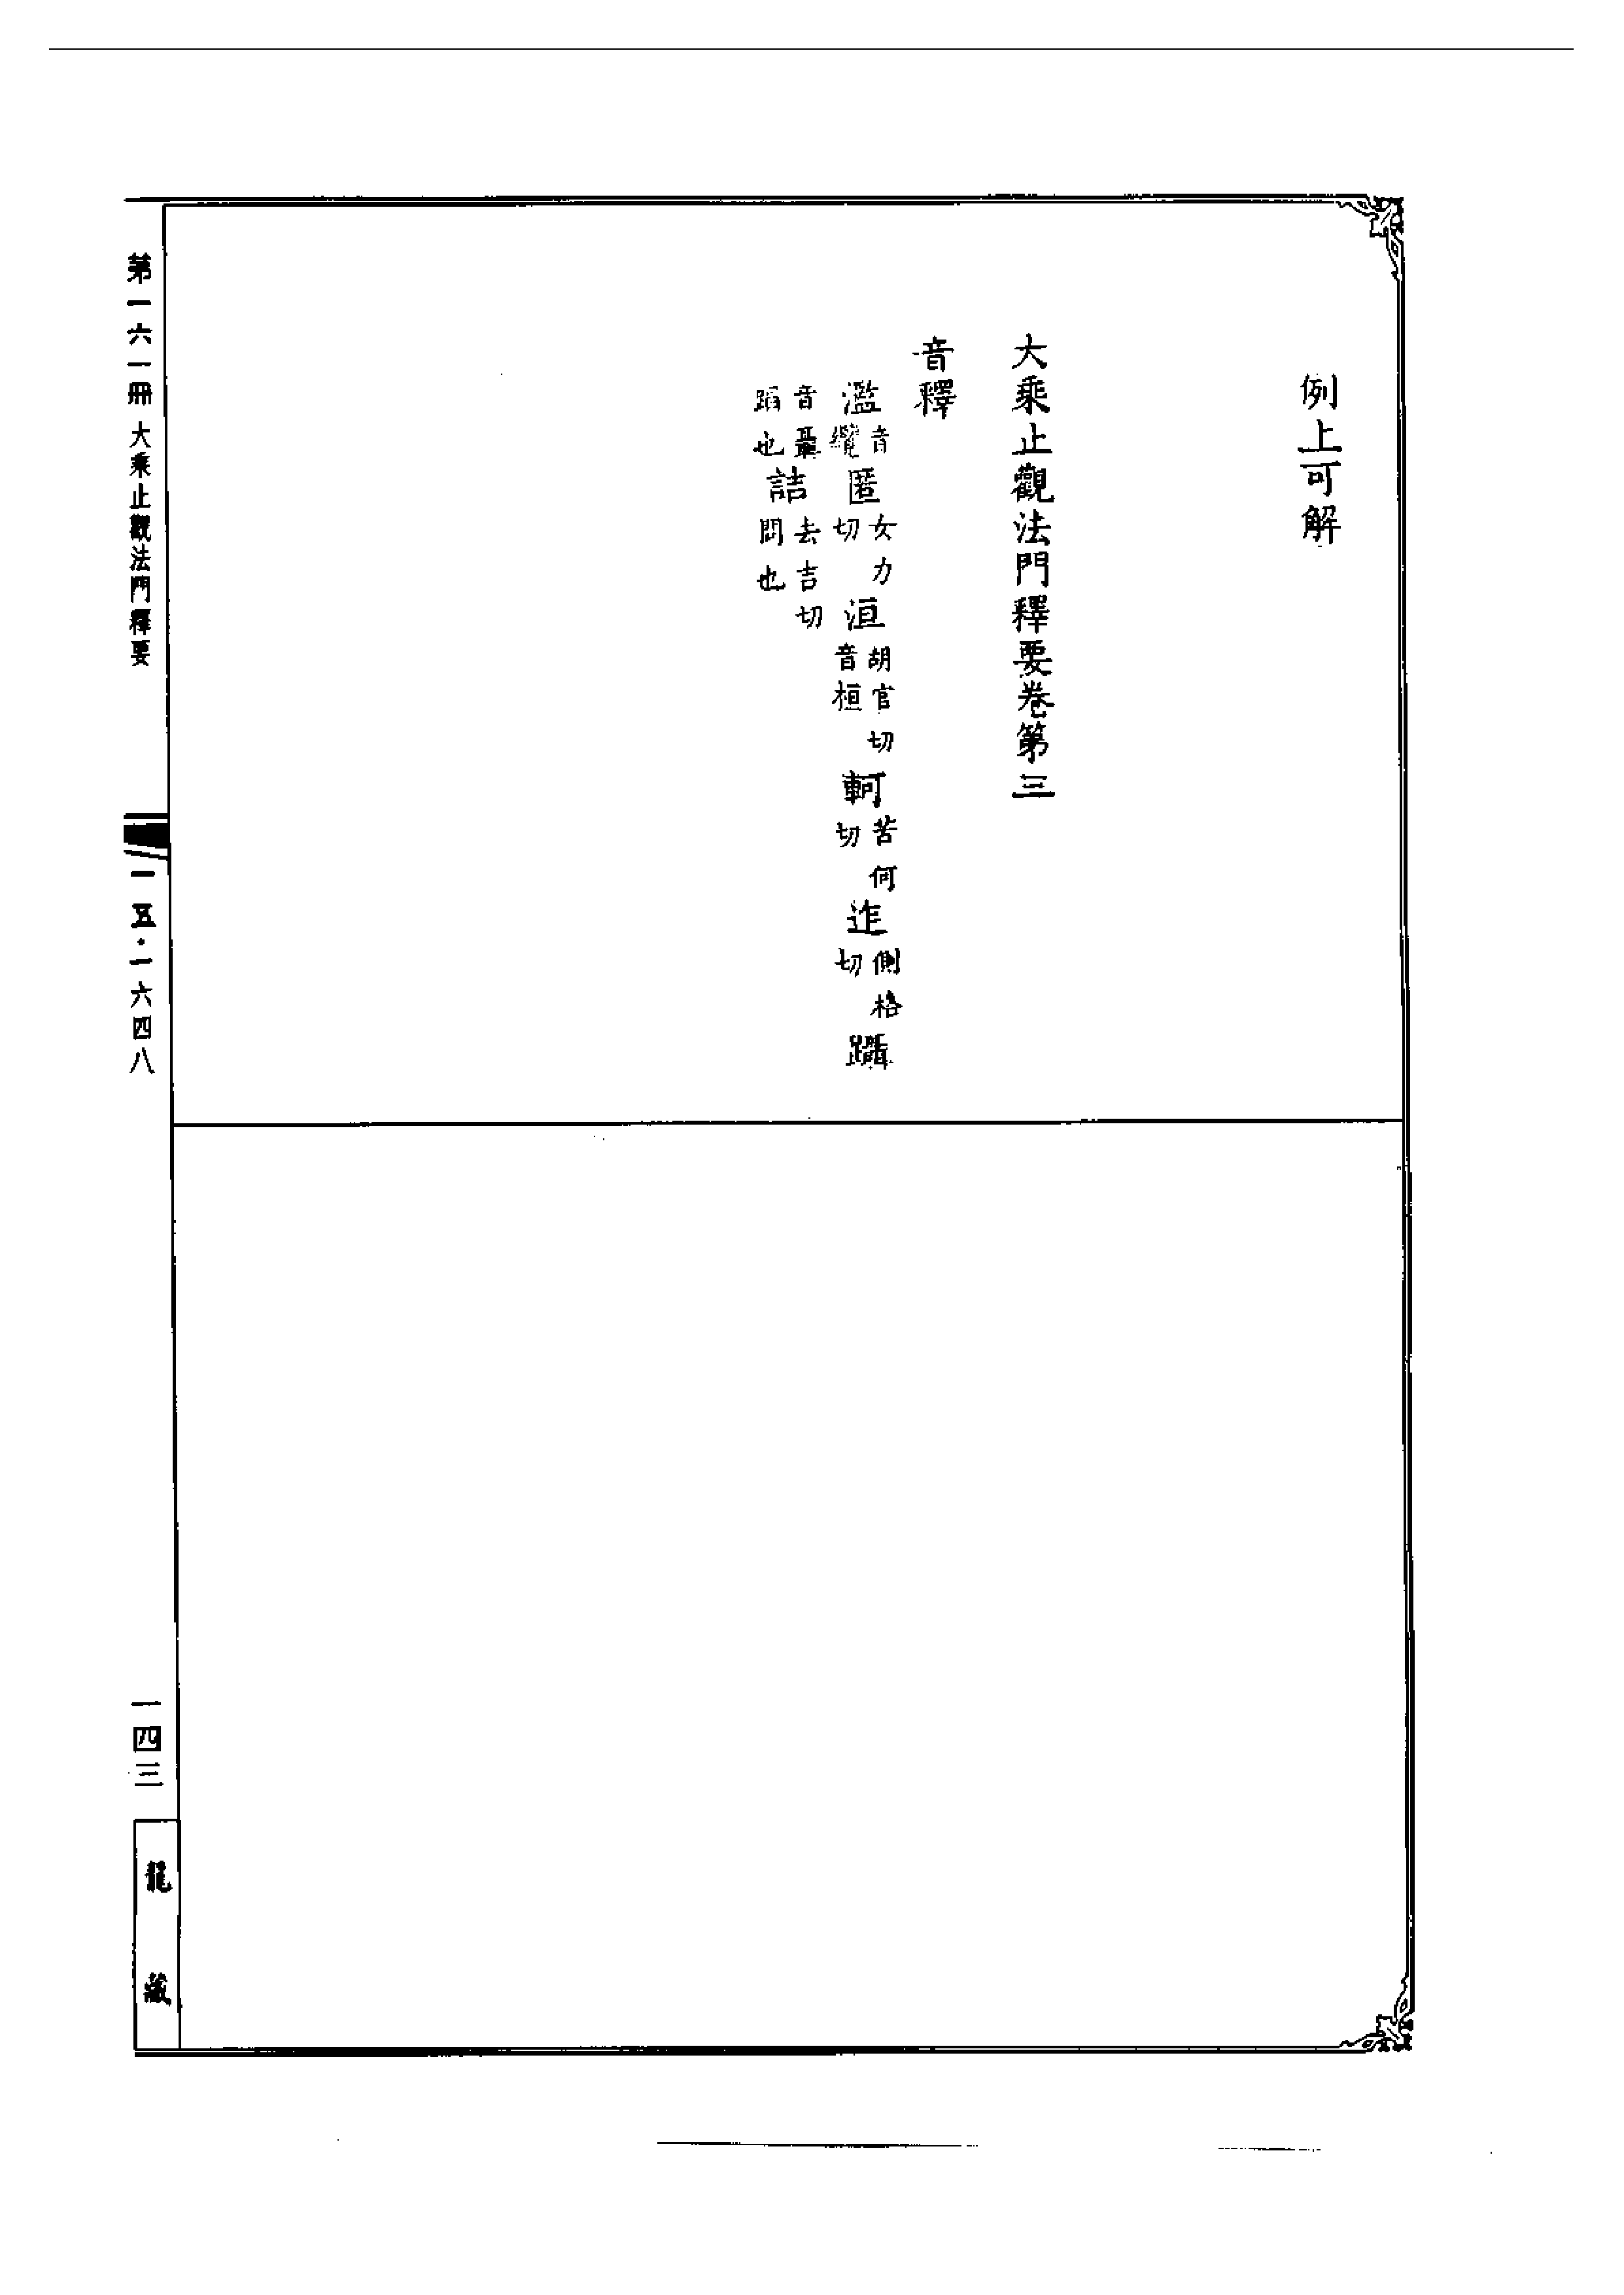 例上可解
大乘止觀法門釋要卷第三
音釋
濫音纜匿女力切洹胡官切音桓軻苦何切迮側格切躡
音聶蹈也詰去吉切問也
第一六一冊 大乘止觀法門釋要
一五·一六四八
一四三
龍藏